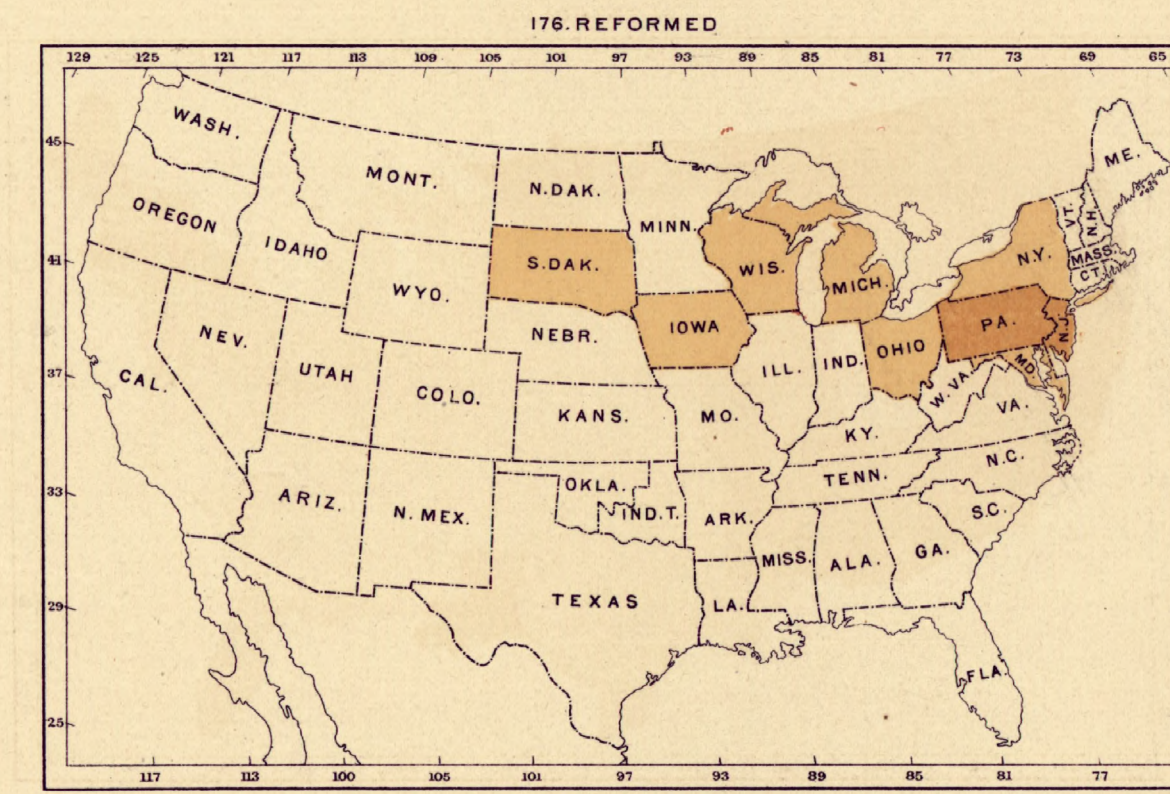 176. REFORMED
129 125 121 117 113 109 105 101 97 93 89 85 81 77 73 69 65
45
41
37
33
29
25
WASH.
OREGON
IDAHO
MONT.
N.DAK.
MINN.
S.DAK.
WYO.
NEBR.
IOWA
WIS.
MICH.
N.Y.
VT.
N.H.
ME.
MASS.
CT.
NEV.
UTAH
COLO.
KANS.
MO.
ILL.
IND.
OHIO
PA.
N.J.
MD.
W.VA.
VA.
CAL.
KY.
TENN.
N.C.
S.C.
ARIZ.
N. MEX.
OKLA.
IND.T.
ARK.
MISS.
ALA.
GA.
TEXAS
LA.
FLA.
117 113 100 105 101 97 93 89 85 81 77